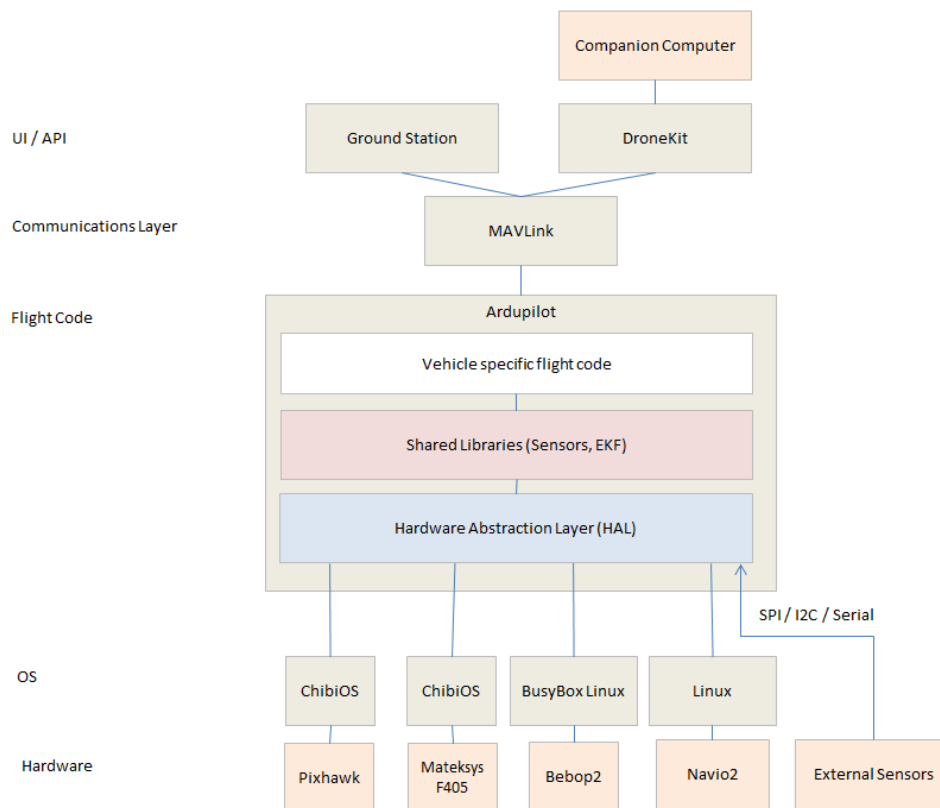 Companion Computer
UI / API
Ground Station
DroneKit
Communications Layer
MAVLink
Flight Code
Ardupilot
Vehicle specific flight code
Shared Libraries (Sensors, EKF)
Hardware Abstraction Layer (HAL)
SPI / I2C / Serial
OS
ChibiOS
ChibiOS
BusyBox Linux
Linux
Hardware
Pixhawk
Mateksys
F405
Bebop2
Navio2
External Sensors